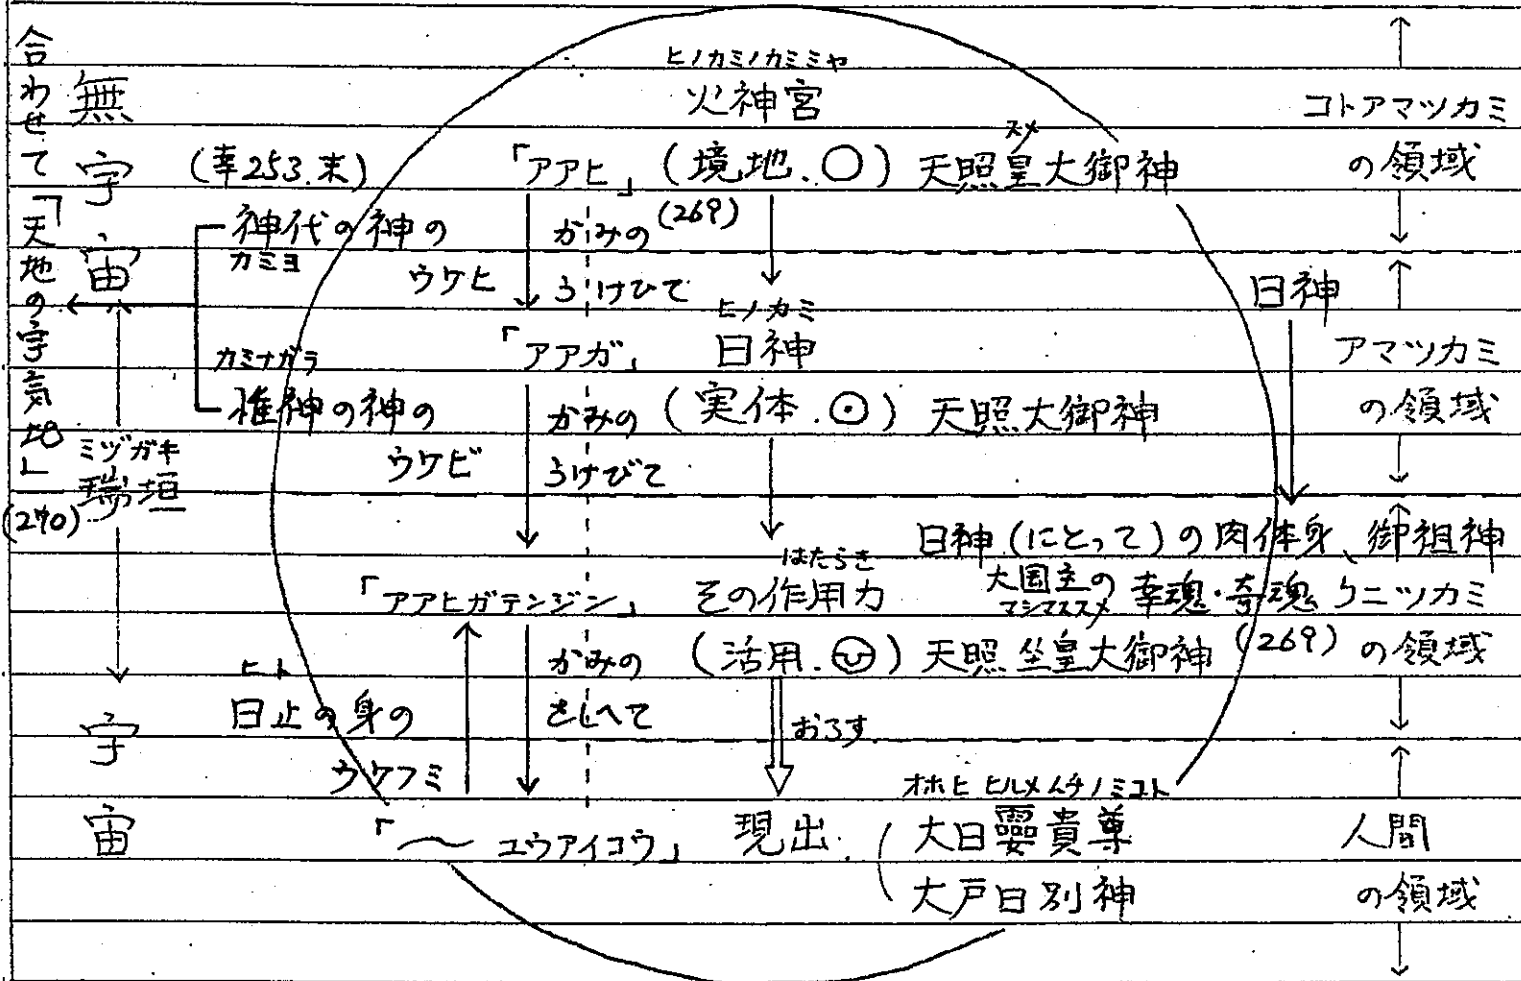 合わせて「天地の宇気比」
(270)
無宇宙
ミヅガキ
瑞垣
宇宙
ヒノカミノカミミヤ
火神宮
コトアマツカミ
の領域
(幸253.末)
「アアヒ」(境地.○)天照皇大御神
スメ
(269)
神代の神の
カミヨ
ウケヒ
かみの
うけひて
ヒノカミ
「アアガ」 日神
日神
アマツカミ
の領域
カミナガラ
惟神の神の
ウケビ
かみの
うけびて
(実体.⊙)天照大御神
日神(にとって)の肉体身、御祖神
はたらき
「アアヒガテンジン」 その作用力
大国主の幸魂・奇魂 クニツカミ
マシマススメ
(活用.)天照坐皇大御神(269)の領域
かみの
ヒト
日止の身の
ウケフミ
おろす
オホヒヒルメムチノミコト
「〜ユウアイコウ」 現出.(大日孁貴尊
大戸日別神
人間
の領域